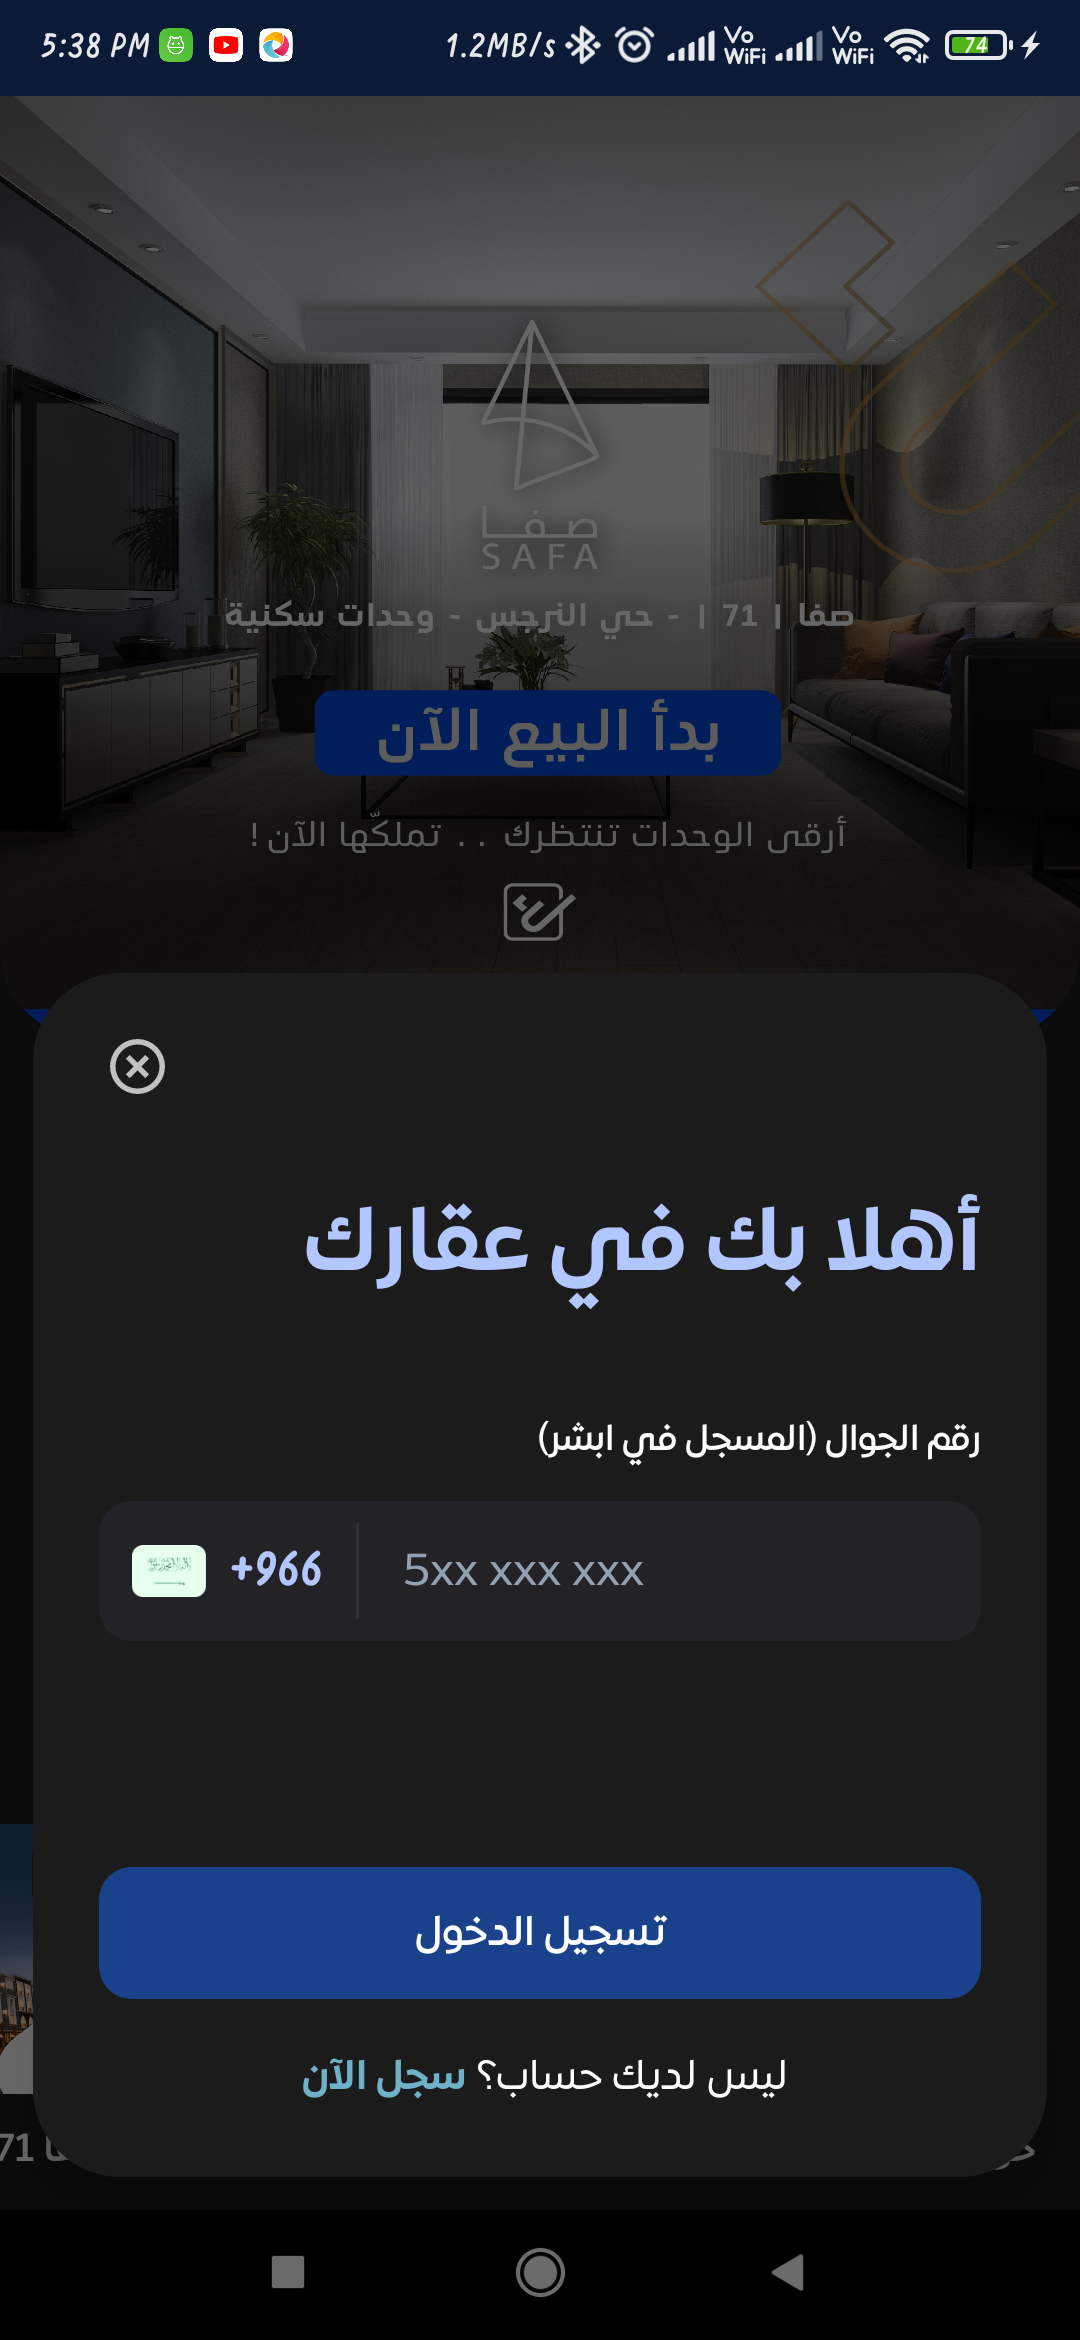 5:38 PM
1.2MB/s
Vo WiFi
Vo WiFi
74
صفا
SAFA
صفا | 71 | - حي النرجس - وحدات سكنية
بدأ البيع الآن
أرقى الوحدات تنتظرك . . تملكّها الآن !
أهلا بك في عقارك
رقم الجوال (المسجل في ابشر)
+966
5xx xxx xxx
تسجيل الدخول
ليس لديك حساب؟ سجل الآن
71